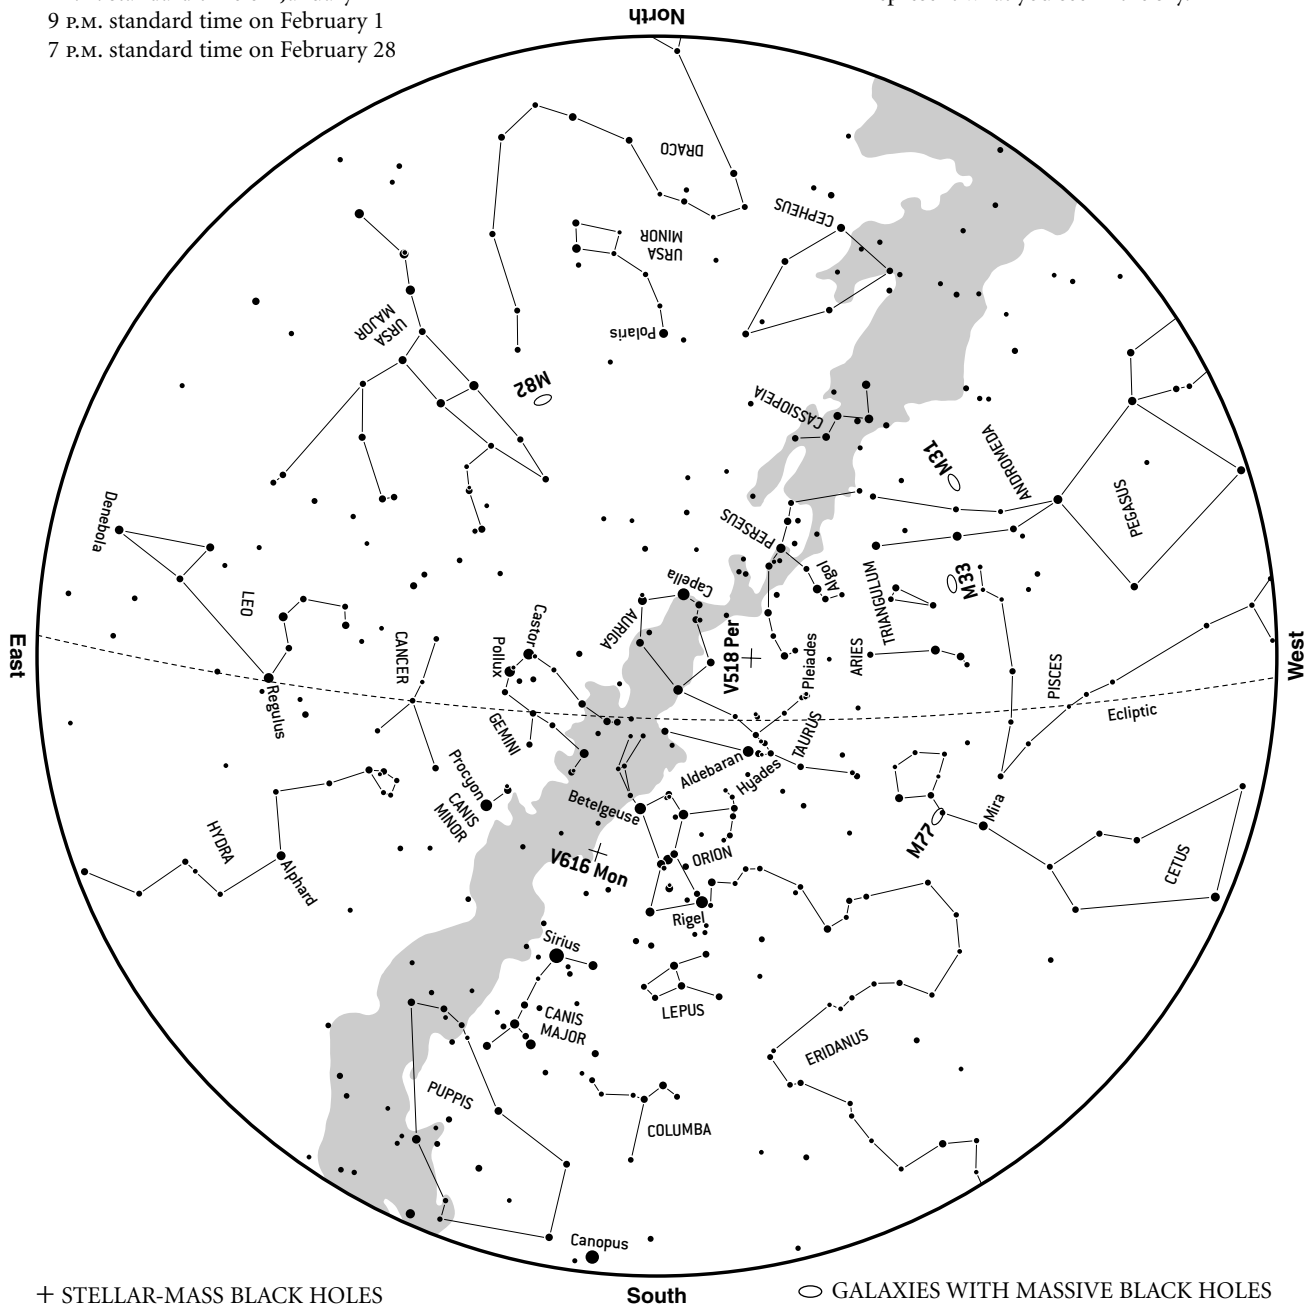 9 P.M. standard time on February 1
7 P.M. standard time on February 28
North
DRACO
CEPHEUS
URSA
MINOR
Polaris
URSA
MAJOR
M82
CASSIOPEIA
M31
ANDROMEDA
PEGASUS
Denebola
PERSEUS
Algol
M33
TRIANGULUM
Capella
AURIGA
LEO
Castor
Pollux
CANCER
V518 Per
Pleiades
ARIES
PISCES
East
West
Regulus
GEMINI
Ecliptic
TAURUS
Aldebaran
Hyades
Procyon
CANIS
MINOR
Betelgeuse
Mira
M77
HYDRA
Alphard
V616 Mon
ORION
CETUS
Rigel
Sirius
LEPUS
CANIS
MAJOR
ERIDANUS
PUPPIS
COLUMBA
Canopus
+ STELLAR-MASS BLACK HOLES
South
GALAXIES WITH MASSIVE BLACK HOLES